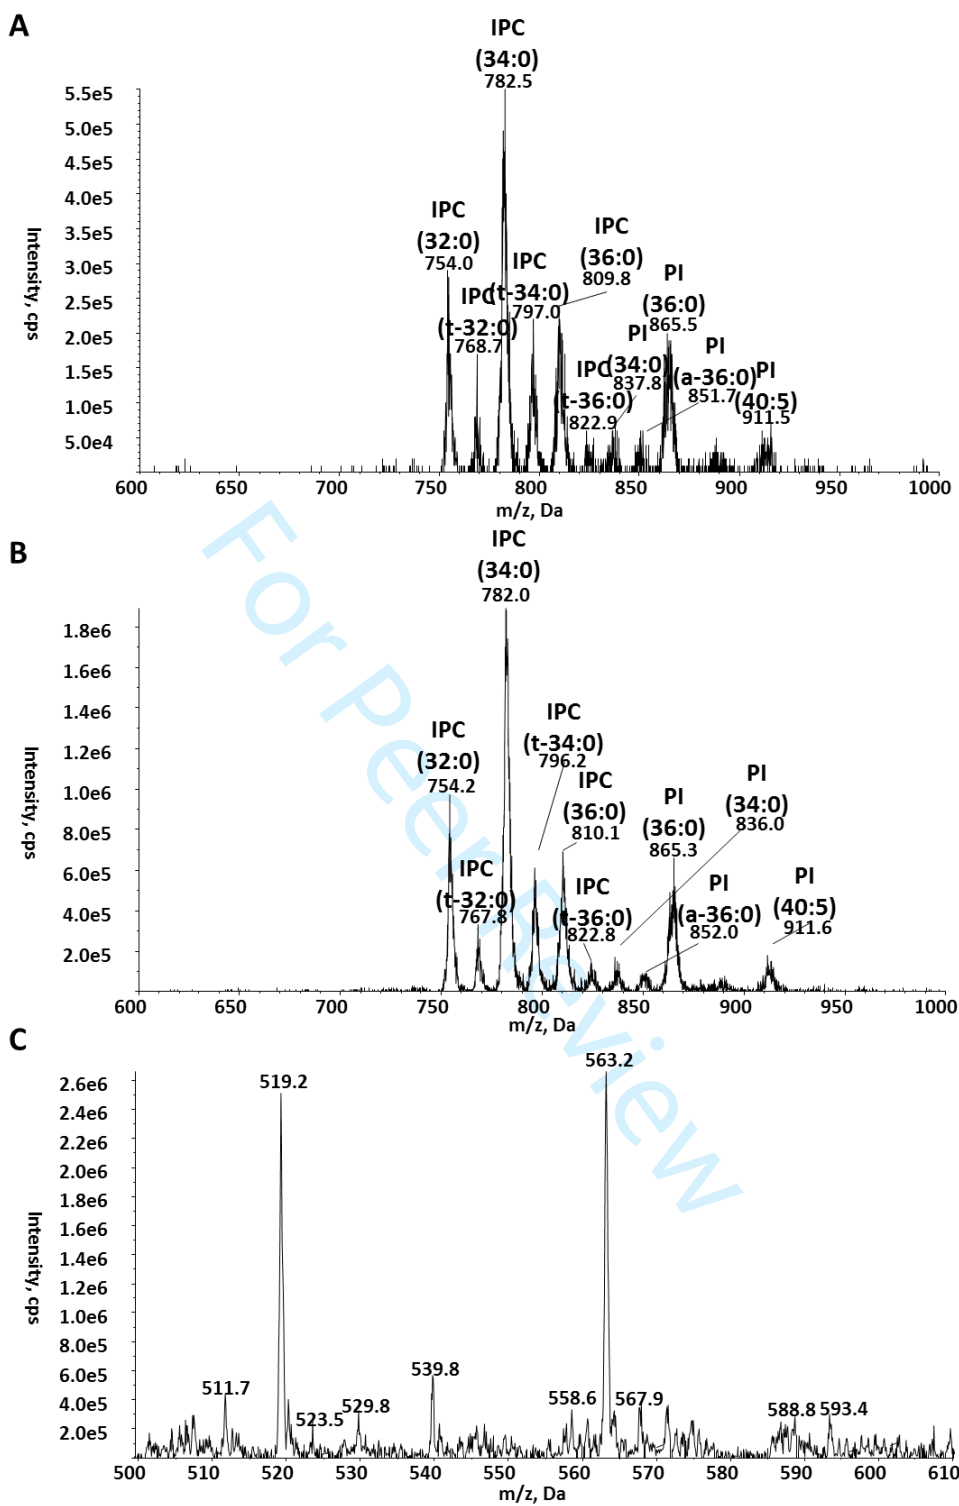 A
IPC
(34:0)
782.5
5.5e5
5.0e5
4.5e5
4.0e5
3.5e5
3.0e5
2.5e5
2.0e5
1.5e5
1.0e5
5.0e4
Intensity, cps
IPC
(32:0)
754.0
IPC
(t-32:0)
768.7
IPC
(t-34:0)
797.0
IPC
(36:0)
809.8
IPC
(t-36:0)
822.9
PI
(34:0)
837.8
PI
(36:0)
865.5
PI
(a-36:0)
851.7
PI
(40:5)
911.5
600 650 700 750 800 850 900 950 1000
m/z, Da
B
IPC
(34:0)
782.0
1.8e6
1.6e6
1.4e6
1.2e6
1.0e6
8.0e5
6.0e5
4.0e5
2.0e5
Intensity, cps
IPC
(32:0)
754.2
IPC
(t-32:0)
767.8
IPC
(t-34:0)
796.2
IPC
(36:0)
810.1
IPC
(t-36:0)
822.8
PI
(36:0)
865.3
PI
(34:0)
836.0
PI
(a-36:0)
852.0
PI
(40:5)
911.6
600 650 700 750 800 850 900 950 1000
m/z, Da
C
2.6e6
2.4e6
2.2e6
2.0e6
1.8e6
1.6e6
1.4e6
1.2e6
1.0e6
8.0e5
6.0e5
4.0e5
2.0e5
Intensity, cps
511.7
519.2
523.5
529.8
539.8
558.6
563.2
567.9
588.8
593.4
500 510 520 530 540 550 560 570 580 590 600 610
m/z, Da
For Peer Review